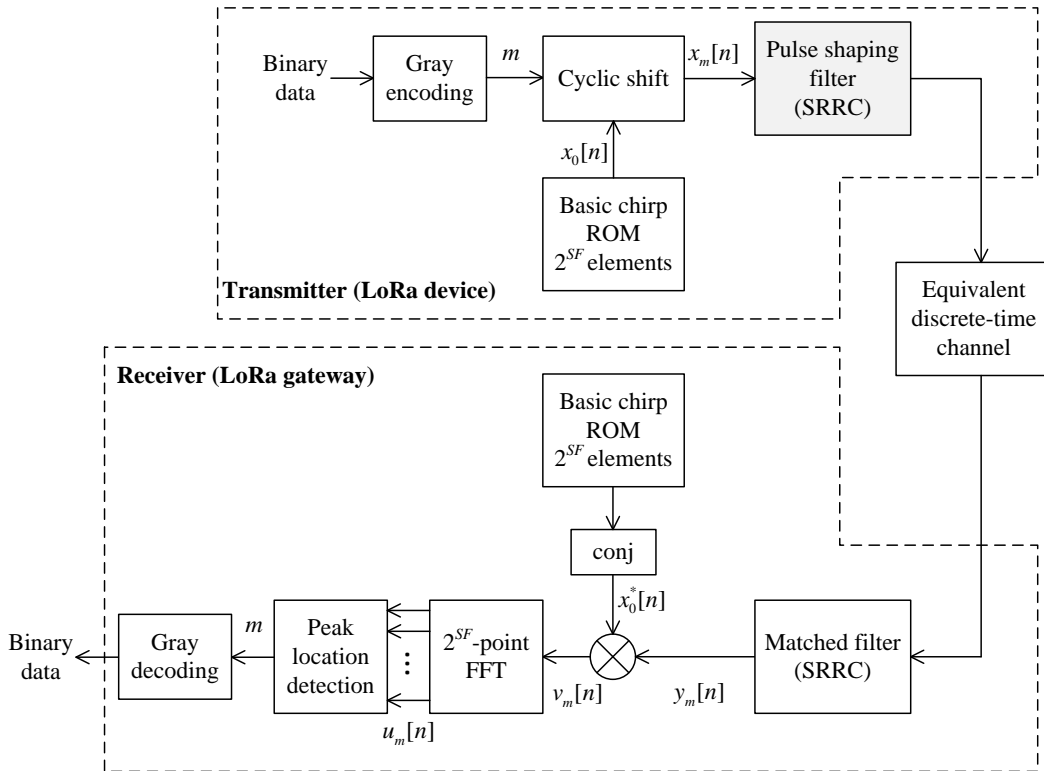 Binary
data
Gray
encoding
m
Cyclic shift
x_m[n]
Pulse shaping
filter
(SRRC)
x_0[n]
Basic chirp
ROM
2^{SF} elements
Transmitter (LoRa device)
Equivalent
discrete-time
channel
Receiver (LoRa gateway)
Basic chirp
ROM
2^{SF} elements
conj
x_0^*[n]
Binary
data
Gray
decoding
m
Peak
location
detection
u_m[n]
2^{SF}-point
FFT
v_m[n]
y_m[n]
Matched filter
(SRRC)